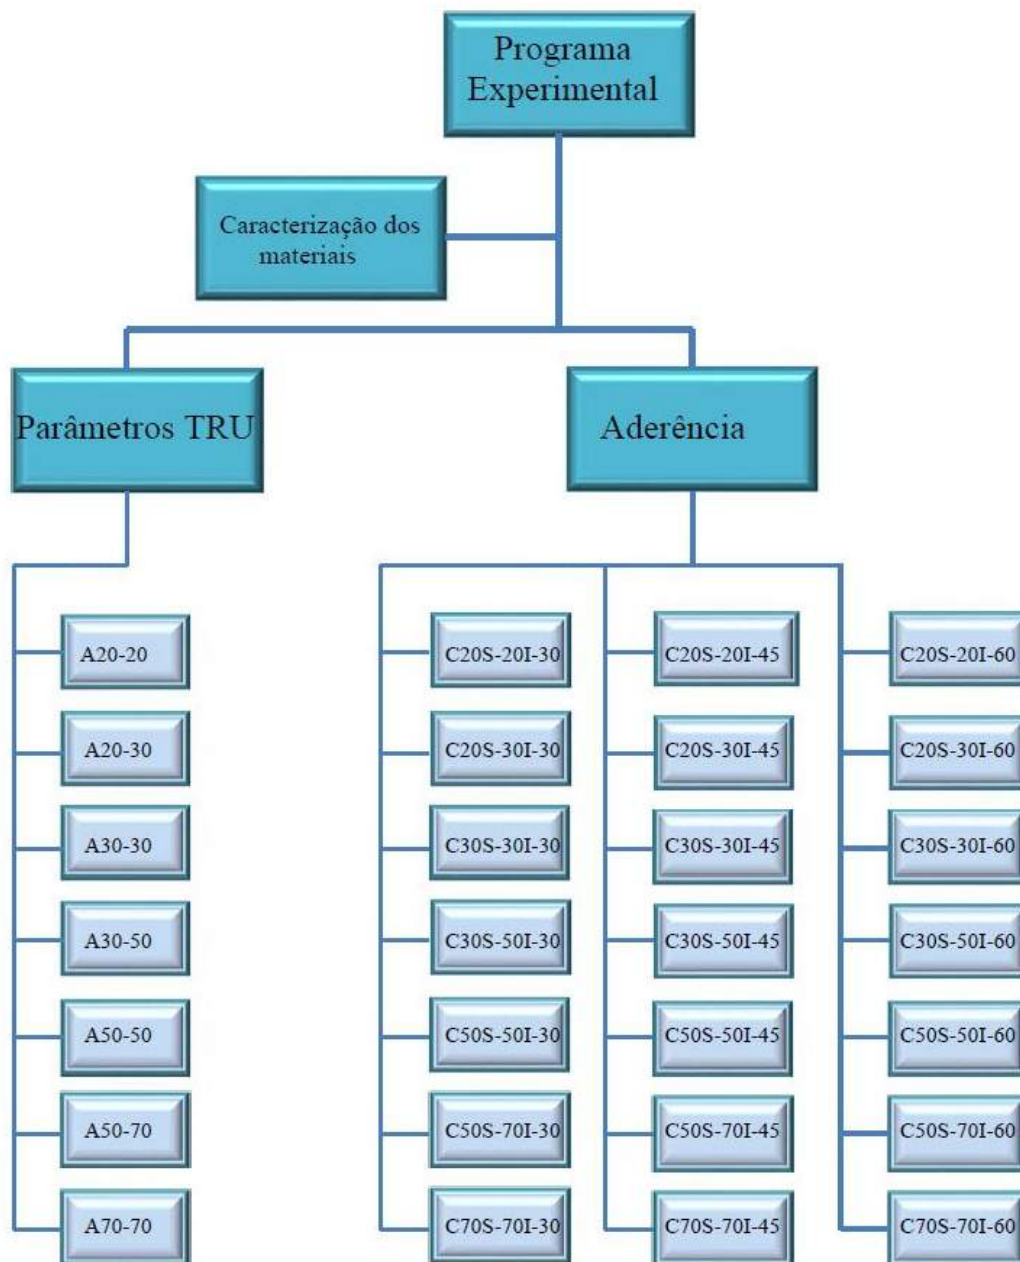 Programa
Experimental
Caracterização dos
materiais
Parâmetros TRU
Aderência
A20-20
A20-30
A30-30
A30-50
A50-50
A50-70
A70-70
C20S-20I-30
C20S-30I-30
C30S-30I-30
C30S-50I-30
C50S-50I-30
C50S-70I-30
C70S-70I-30
C20S-20I-45
C20S-30I-45
C30S-30I-45
C30S-50I-45
C50S-50I-45
C50S-70I-45
C70S-70I-45
C20S-20I-60
C20S-30I-60
C30S-30I-60
C30S-50I-60
C50S-50I-60
C50S-70I-60
C70S-70I-60